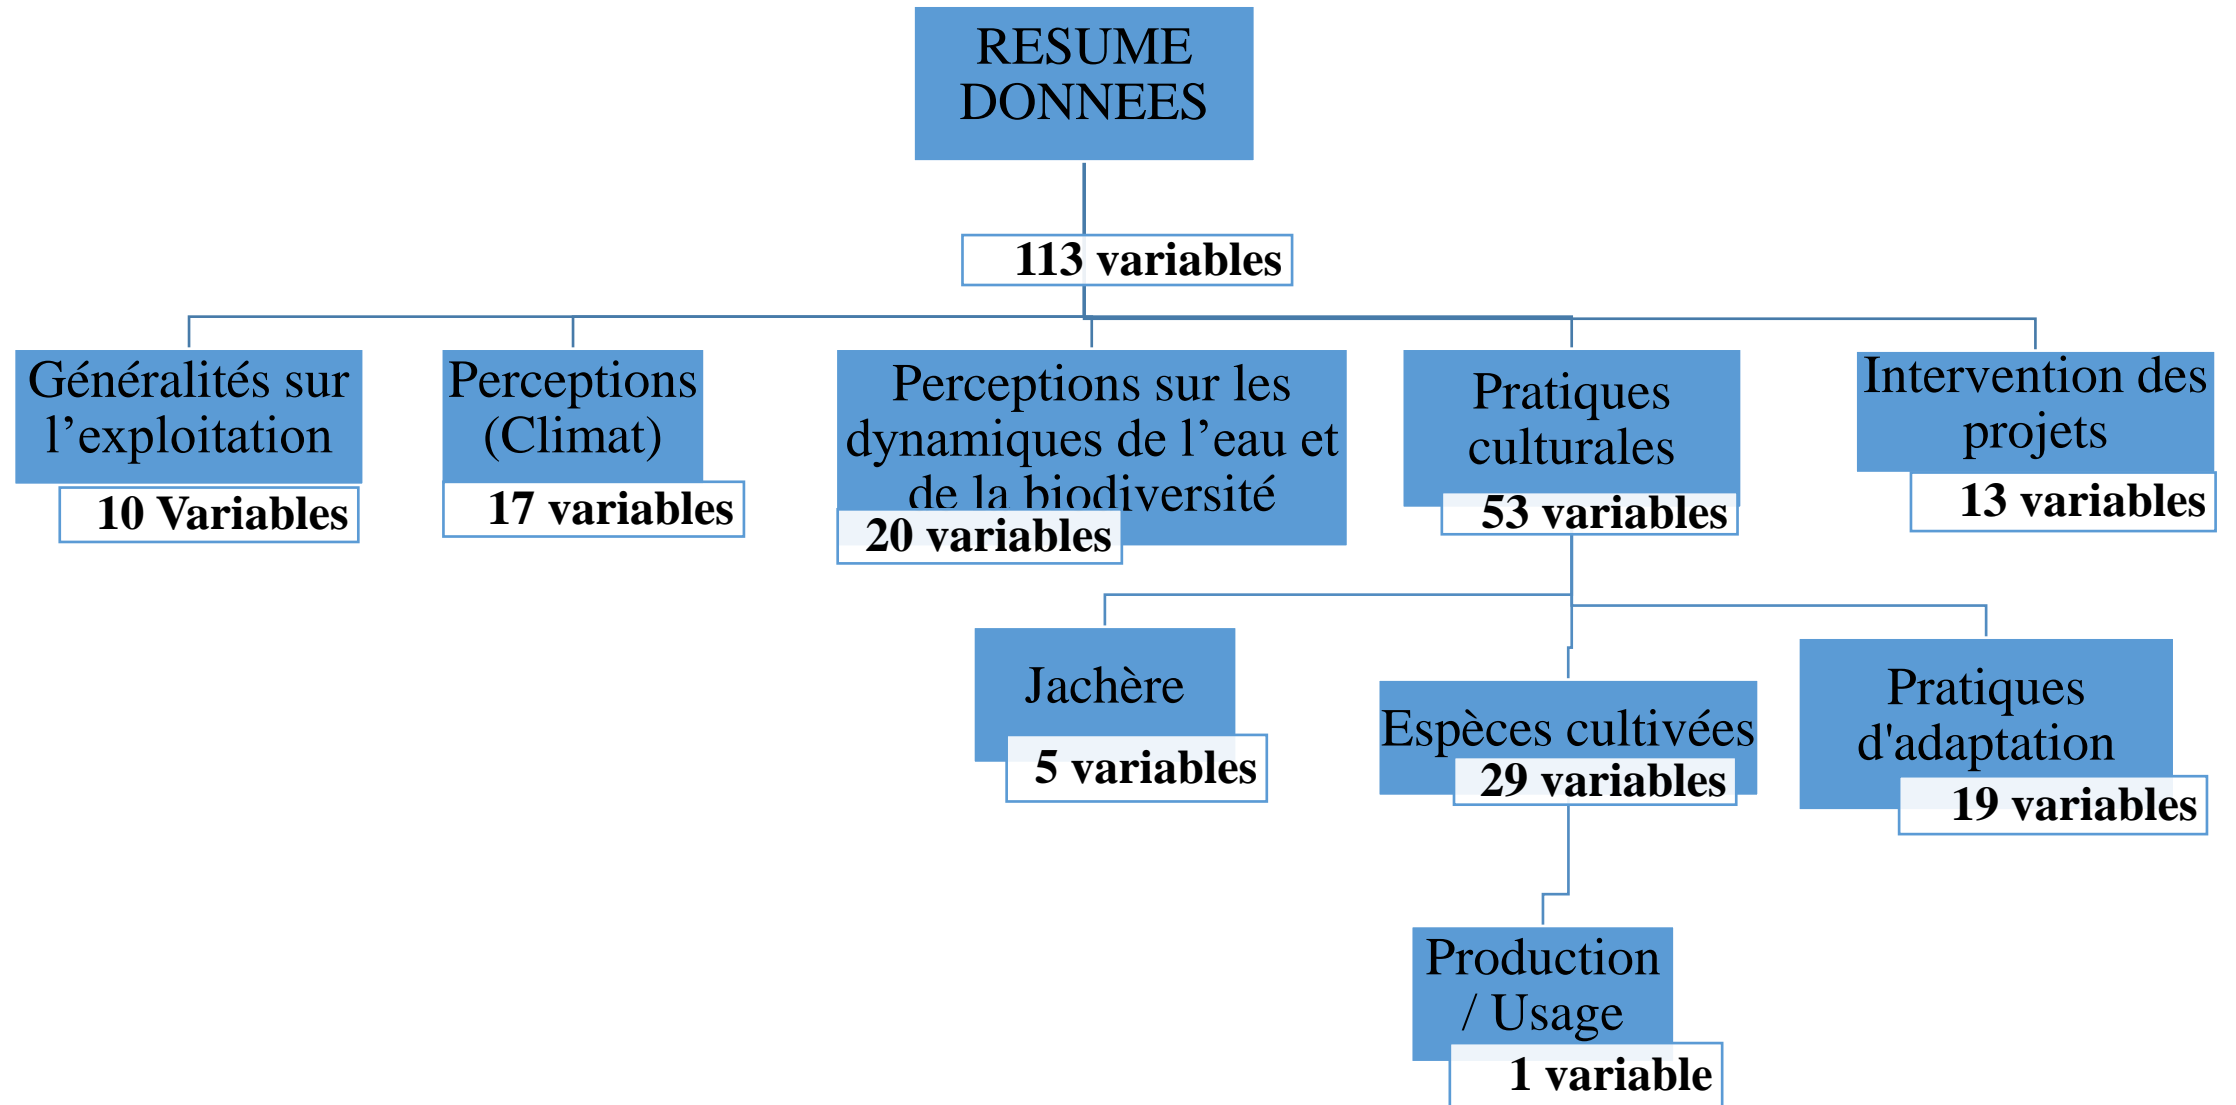 RESUME
DONNEES
113 variables
Généralités sur
l’exploitation
10 Variables
Perceptions
(Climat)
17 variables
Perceptions sur les
dynamiques de l’eau et
de la biodiversité
20 variables
Pratiques
culturales
53 variables
Intervention des
projets
13 variables
Jachère
5 variables
Espèces cultivées
29 variables
Pratiques
d'adaptation
19 variables
Production
/ Usage
1 variable